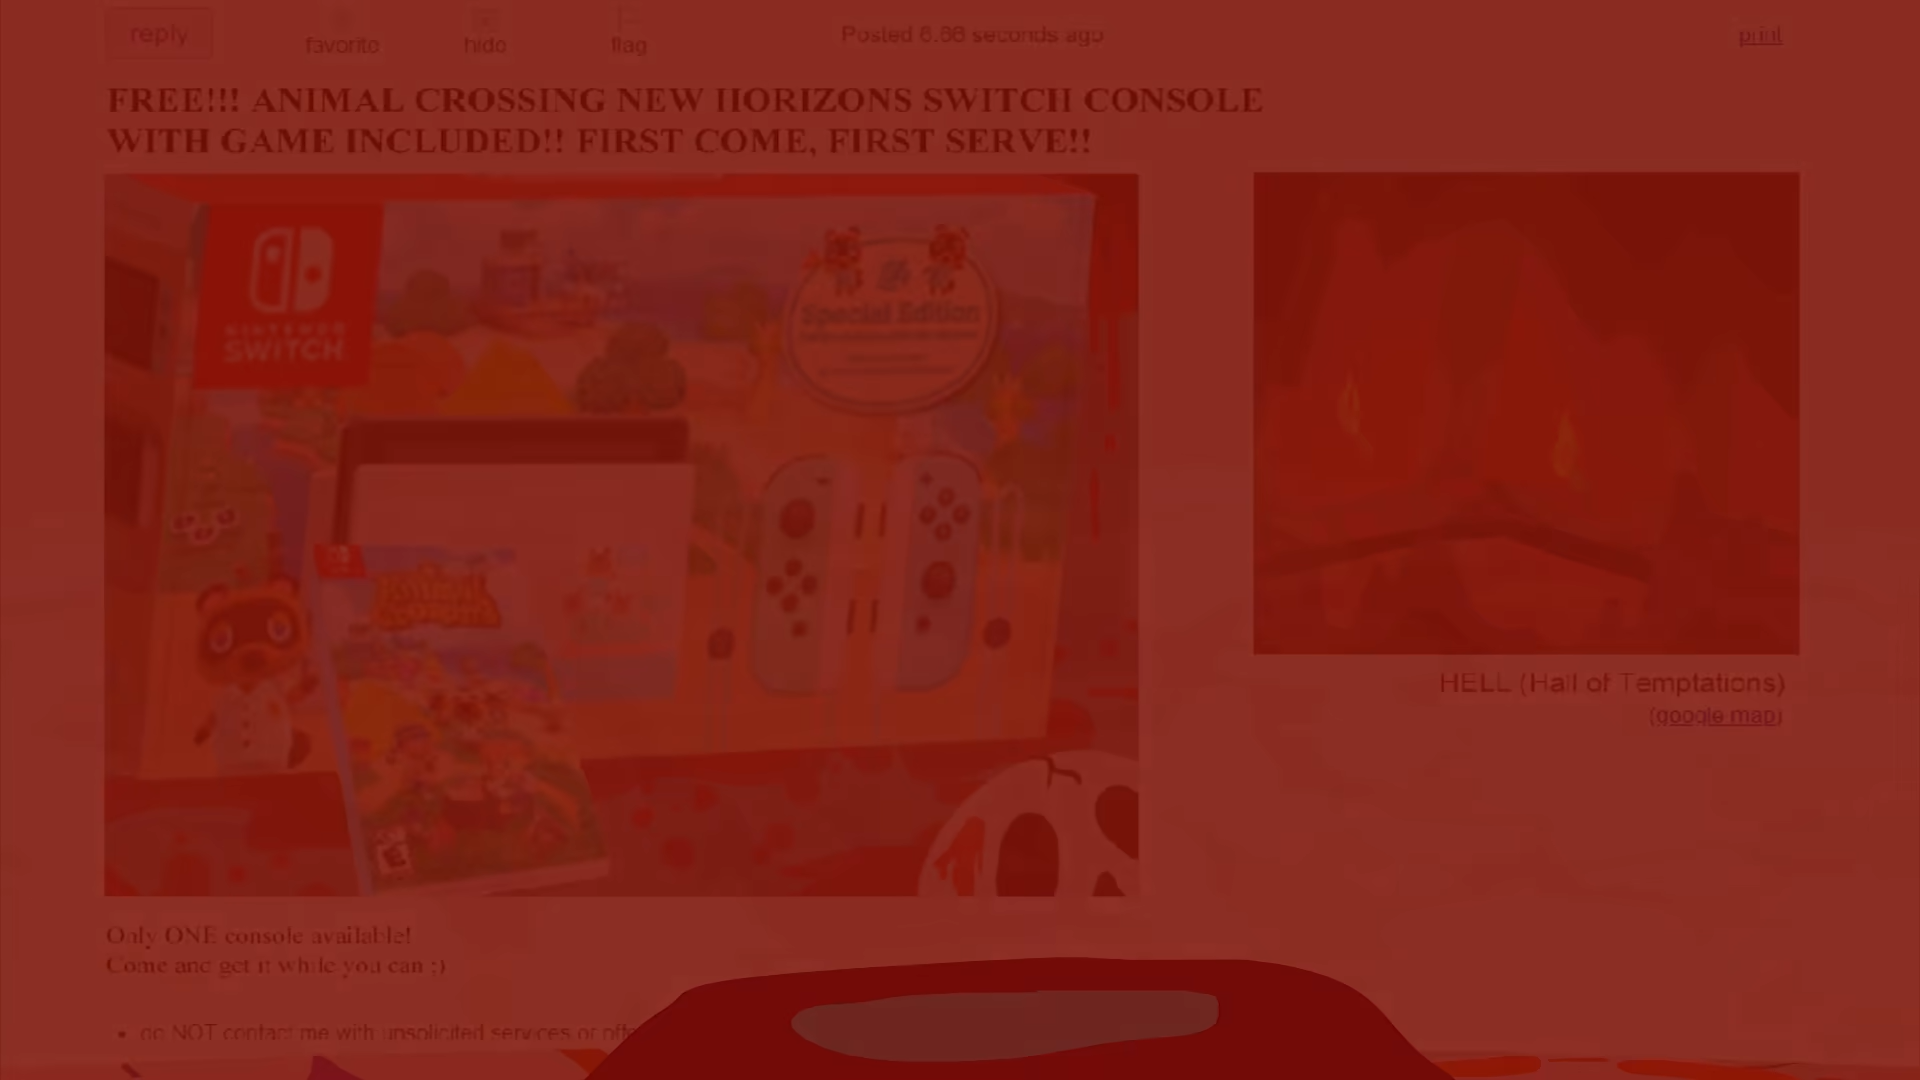 reply
favorite
hide
flag
Posted 6.66 seconds ago
print
FREE!!! ANIMAL CROSSING NEW HORIZONS SWITCH CONSOLE
WITH GAME INCLUDED!! FIRST COME, FIRST SERVE!!
NINTENDO
SWITCH
Special Edition
Animal
Crossing
HELL (Hall of Temptations)
(google map)
Only ONE console available!
Come and get it while you can :)
• do NOT contact me with unsolicited services or